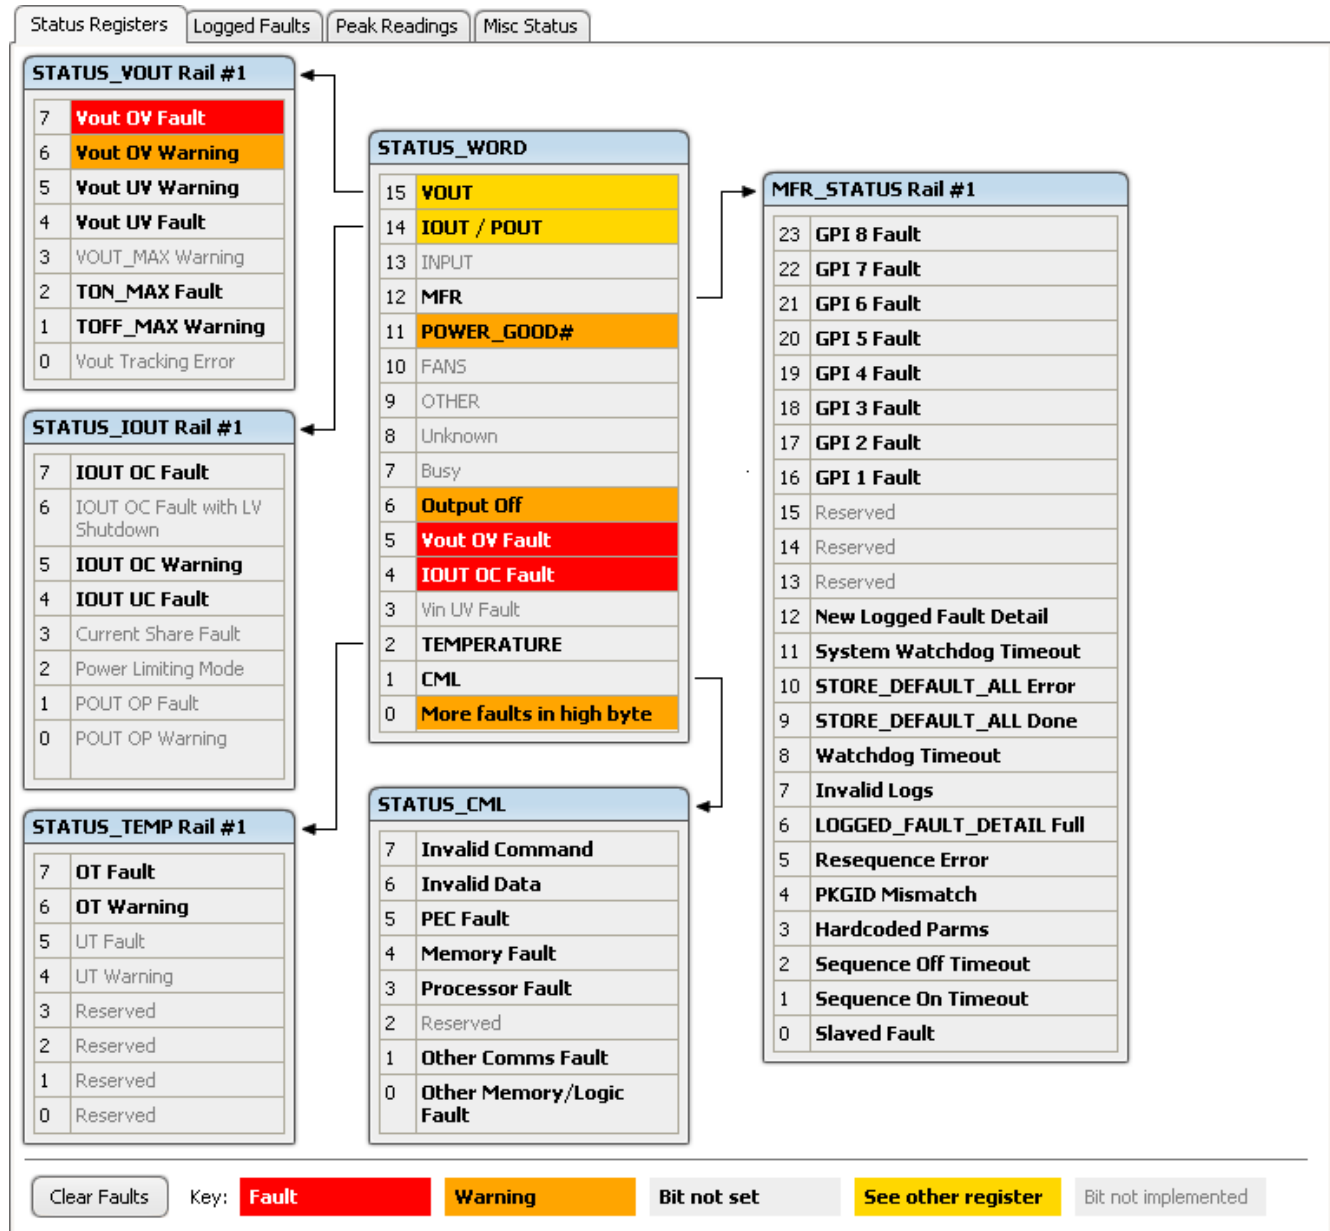 Status Registers
Logged Faults
Peak Readings
Misc Status
STATUS_VOUT Rail #1
7 Vout OV Fault
6 Vout OV Warning
5 Vout UV Warning
4 Vout UV Fault
3 VOUT_MAX Warning
2 TON_MAX Fault
1 TOFF_MAX Warning
0 Vout Tracking Error
STATUS_IOUT Rail #1
7 IOUT OC Fault
6 IOUT OC Fault with LV
Shutdown
5 IOUT OC Warning
4 IOUT UC Fault
3 Current Share Fault
2 Power Limiting Mode
1 POUT OP Fault
0 POUT OP Warning
STATUS_TEMP Rail #1
7 OT Fault
6 OT Warning
5 UT Fault
4 UT Warning
3 Reserved
2 Reserved
1 Reserved
0 Reserved
STATUS_WORD
15 VOUT
14 IOUT / POUT
13 INPUT
12 MFR
11 POWER_GOOD#
10 FANS
9 OTHER
8 Unknown
7 Busy
6 Output Off
5 Vout OV Fault
4 IOUT OC Fault
3 Vin UV Fault
2 TEMPERATURE
1 CML
0 More faults in high byte
STATUS_CML
7 Invalid Command
6 Invalid Data
5 PEC Fault
4 Memory Fault
3 Processor Fault
2 Reserved
1 Other Comms Fault
0 Other Memory/Logic
Fault
MFR_STATUS Rail #1
23 GPI 8 Fault
22 GPI 7 Fault
21 GPI 6 Fault
20 GPI 5 Fault
19 GPI 4 Fault
18 GPI 3 Fault
17 GPI 2 Fault
16 GPI 1 Fault
15 Reserved
14 Reserved
13 Reserved
12 New Logged Fault Detail
11 System Watchdog Timeout
10 STORE_DEFAULT_ALL Error
9 STORE_DEFAULT_ALL Done
8 Watchdog Timeout
7 Invalid Logs
6 LOGGED_FAULT_DETAIL Full
5 Resequence Error
4 PKGID Mismatch
3 Hardcoded Parms
2 Sequence Off Timeout
1 Sequence On Timeout
0 Slaved Fault
Clear Faults
Key: Fault Warning Bit not set See other register Bit not implemented